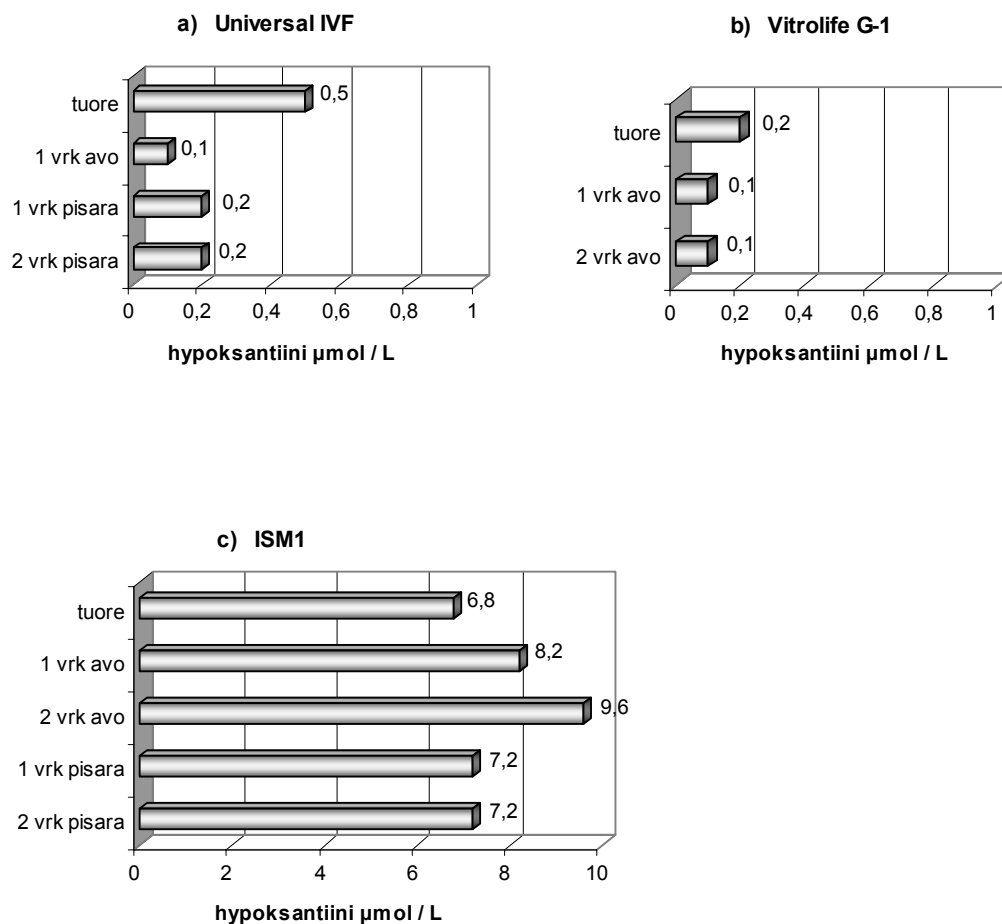 a) Universal IVF
tuore
0,5
1 vrk avo
0,1
1 vrk pisara
0,2
2 vrk pisara
0,2
0 0,2 0,4 0,6 0,8 1
hypoksantiini µmol / L
b) Vitrolife G-1
tuore
0,2
1 vrk avo
0,1
2 vrk avo
0,1
0 0,2 0,4 0,6 0,8 1
hypoksantiini µmol / L
c) ISM1
tuore
6,8
1 vrk avo
8,2
2 vrk avo
9,6
1 vrk pisara
7,2
2 vrk pisara
7,2
0 2 4 6 8 10
hypoksantiini µmol / L